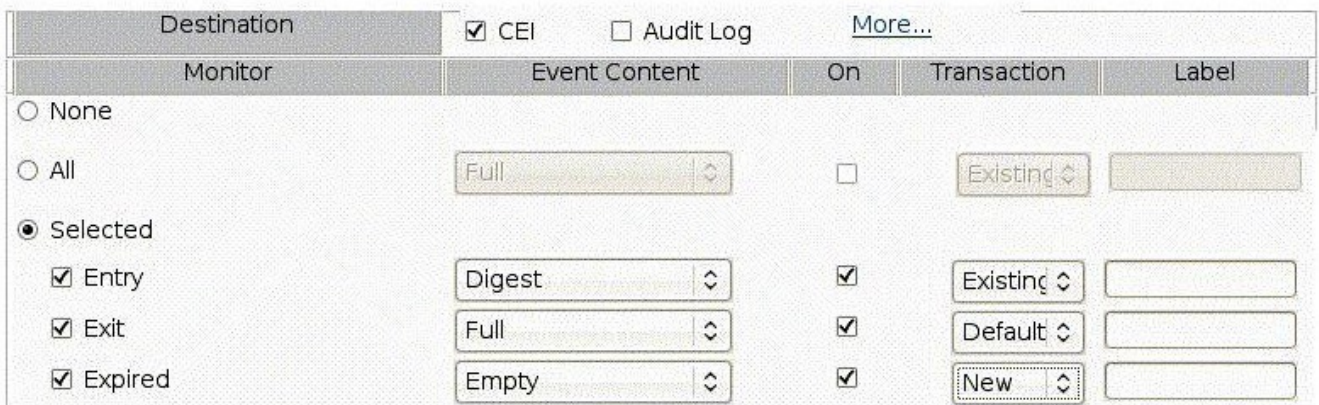 Destination CEI Audit Log More...
Monitor Event Content On Transaction Label
None
All Full Existing
Selected
Entry Digest Existing
Exit Full Default
Expired Empty New